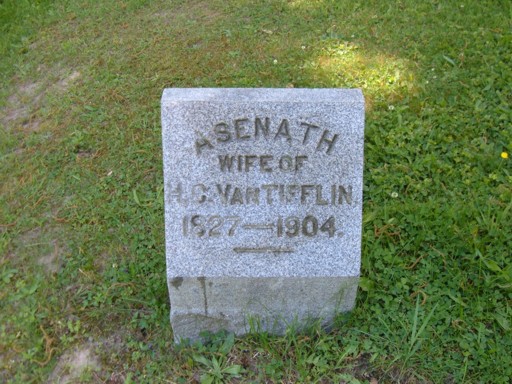 ASENATH
WIFE OF
H.C. VANTIFFLIN.
1827—1904.